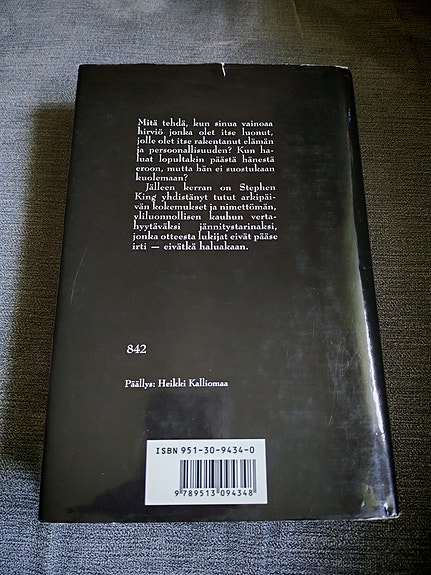 Mitä tehdä, kun sinua vainoaa
hirviö jonka olet itse luonut,
jolle olet itse rakentanut elämän
ja persoonallisuuden? Kun ha-
luat lopultakin päästä hänestä
eroon, mutta hän ei suostukaan
kuolemaan?
Jälleen kerran on Stephen
King yhdistänyt tutut arkipäi-
vän kokemukset ja nimettömän,
yliluonnollisen kauhun verta-
hyytäväksi jännitystarinaksi,
jonka otteesta lukijat eivät pääse
irti — eivätkä haluakaan.
842
Päällys: Heikki Kalliomaa
ISBN 951-30-9434-0
9 789513 094348